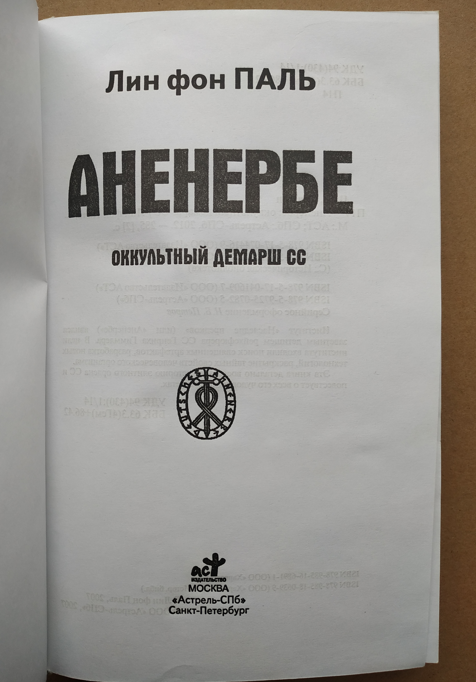 Лин фон ПАЛЬ
АНЕНЕРБЕ
ОККУЛЬТНЫЙ ДЕМАРШ СС
аст
ИЗДАТЕЛЬСТВО
МОСКВА
«Астрель-СПб»
Санкт-Петербург